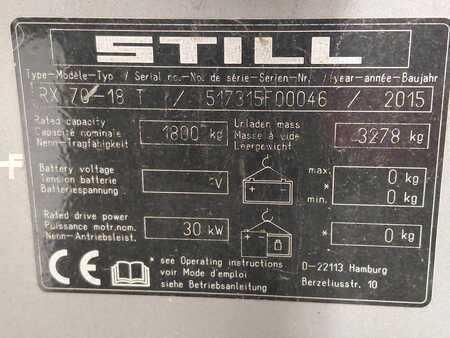 STILL
Type-Modèle-Typ / Serial no.-No. de série-Serien-Nr. / year-année-Baujahr
RX 70-18 T / 517315F00046 / 2015
Rated capacity
Capacité nominale
Nenn-Tragfähigkeit
1800 kg
Unladen mass
Masse à vide
Leergewicht
3278 kg
Battery voltage
Tension batterie
Batteriespannung
V
max. 0 kg
*
min. 0 kg
Rated drive power
Puissance motr.nom.
Nenn-Antriebsleist.
30 kW
* 0 kg
CE
* see Operating instructions
voir Mode d'emploi
siehe Betriebsanleitung
D-22113 Hamburg
Berzeliusstr. 10